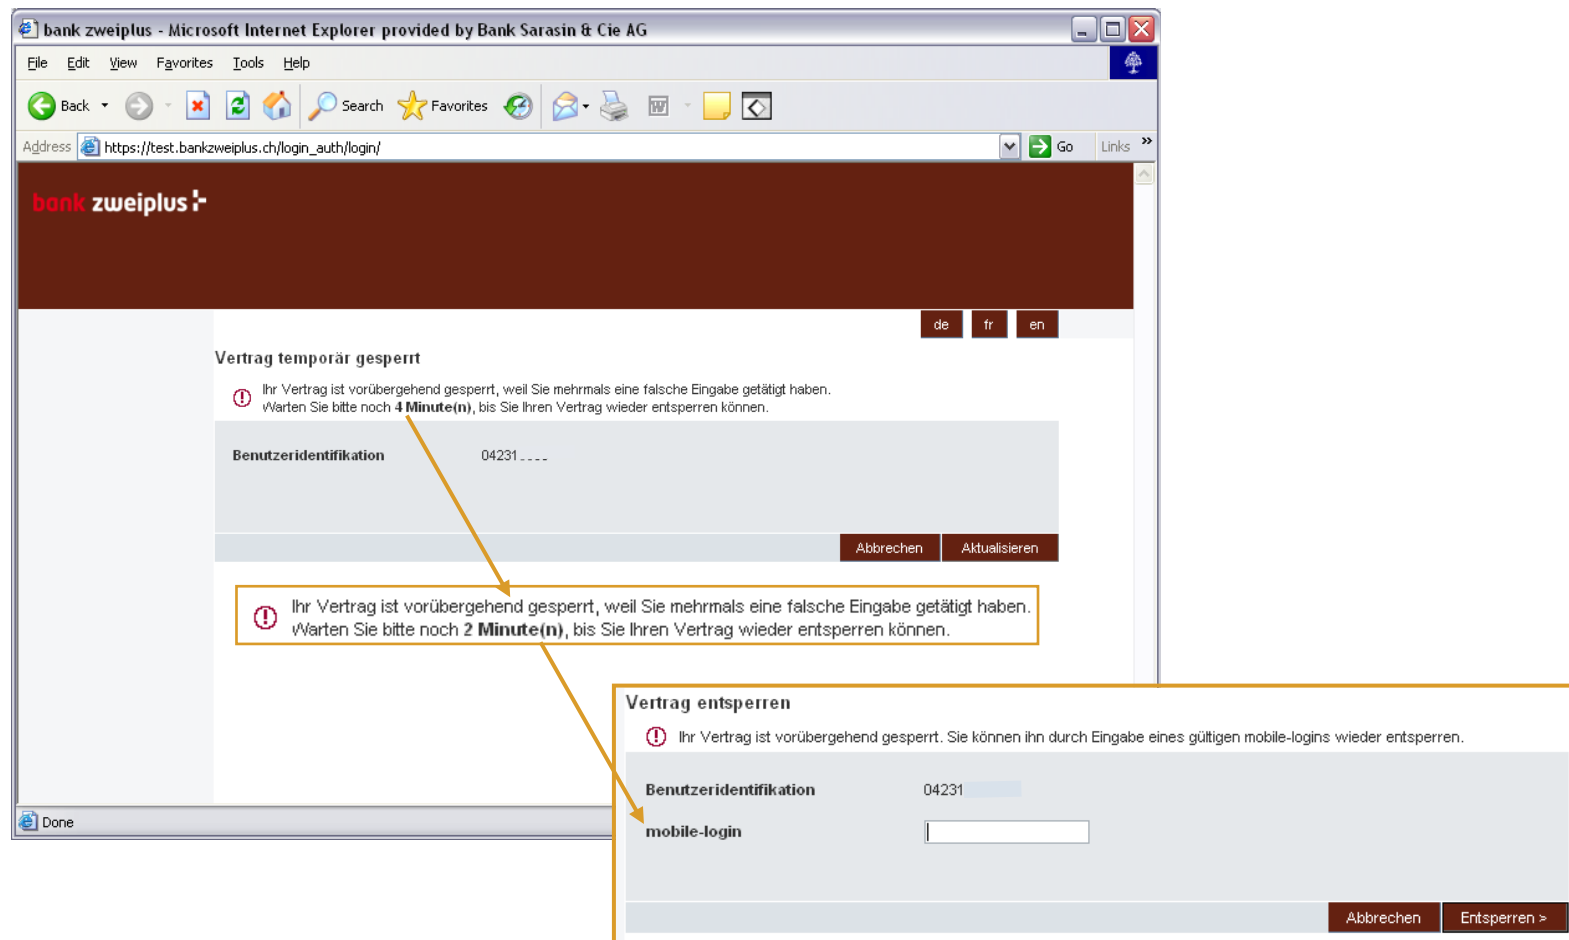 bank zweiplus - Microsoft Internet Explorer provided by Bank Sarasin & Cie AG
File Edit View Favorites Tools Help
Back Search Favorites
Address https://test.bankzweiplus.ch/login_auth/login/ Go Links »
bank zweiplus
de fr en
Vertrag temporär gesperrt
Ihr Vertrag ist vorübergehend gesperrt, weil Sie mehrmals eine falsche Eingabe getätigt haben.
Warten Sie bitte noch 4 Minute(n), bis Sie Ihren Vertrag wieder entsperren können.
Benutzeridentifikation 04231
Abbrechen Aktualisieren
Ihr Vertrag ist vorübergehend gesperrt, weil Sie mehrmals eine falsche Eingabe getätigt haben.
Warten Sie bitte noch 2 Minute(n), bis Sie Ihren Vertrag wieder entsperren können.
Vertrag entsperren
Ihr Vertrag ist vorübergehend gesperrt. Sie können ihn durch Eingabe eines gültigen mobile-logins wieder entsperren.
Benutzeridentifikation 04231
mobile-login
Abbrechen Entsperren >
Done